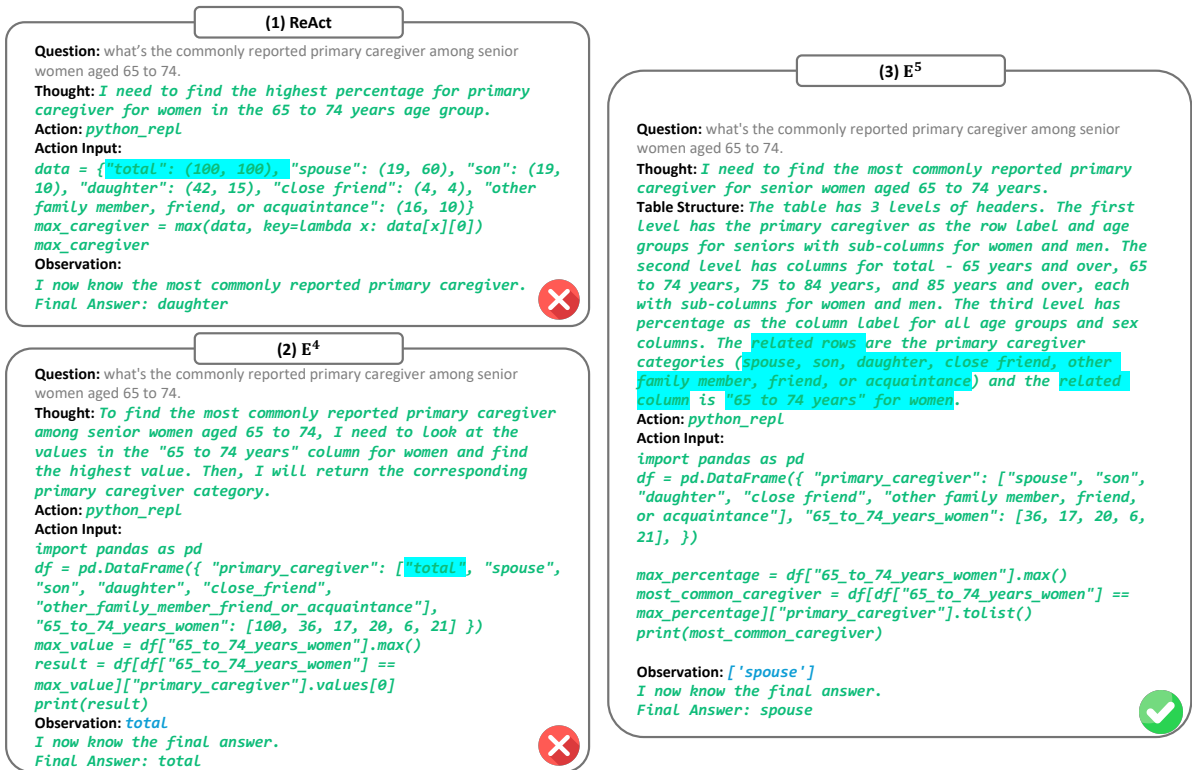 (1) ReAct
Question: what's the commonly reported primary caregiver among senior
women aged 65 to 74.
Thought: I need to find the highest percentage for primary
caregiver for women in the 65 to 74 years age group.
Action: python_repl
Action Input:
data = {"total": (100, 100), "spouse": (19, 60), "son": (19,
10), "daughter": (42, 15), "close friend": (4, 4), "other
family member, friend, or acquaintance": (16, 10)}
max_caregiver = max(data, key=lambda x: data[x][0])
max_caregiver
Observation:
I now know the most commonly reported primary caregiver.
Final Answer: daughter
(2) E⁴
Question: what's the commonly reported primary caregiver among senior
women aged 65 to 74.
Thought: To find the most commonly reported primary caregiver
among senior women aged 65 to 74, I need to look at the
values in the "65 to 74 years" column for women and find
the highest value. Then, I will return the corresponding
primary caregiver category.
Action: python_repl
Action Input:
import pandas as pd
df = pd.DataFrame({ "primary_caregiver": ["total", "spouse",
"son", "daughter", "close_friend",
"other_family_member_friend_or_acquaintance"],
"65_to_74_years_women": [100, 36, 17, 20, 6, 21] })
max_value = df["65_to_74_years_women"].max()
result = df[df["65_to_74_years_women"] ==
max_value]["primary_caregiver"].values[0]
print(result)
Observation: total
I now know the final answer.
Final Answer: total
(3) E⁵
Question: what's the commonly reported primary caregiver among senior
women aged 65 to 74.
Thought: I need to find the most commonly reported primary
caregiver for senior women aged 65 to 74 years.
Table Structure: The table has 3 levels of headers. The first
level has the primary caregiver as the row label and age
groups for seniors with sub-columns for women and men. The
second level has columns for total - 65 years and over, 65
to 74 years, 75 to 84 years, and 85 years and over, each
with sub-columns for women and men. The third level has
percentage as the column label for all age groups and sex
columns. The related rows are the primary caregiver
categories (spouse, son, daughter, close friend, other
family member, friend, or acquaintance) and the related
column is "65 to 74 years" for women.
Action: python_repl
Action Input:
import pandas as pd
df = pd.DataFrame({ "primary_caregiver": ["spouse", "son",
"daughter", "close friend", "other family member, friend,
or acquaintance"], "65_to_74_years_women": [36, 17, 20, 6,
21], })
max_percentage = df["65_to_74_years_women"].max()
most_common_caregiver = df[df["65_to_74_years_women"] ==
max_percentage]["primary_caregiver"].tolist()
print(most_common_caregiver)
Observation: ['spouse']
I now know the final answer.
Final Answer: spouse